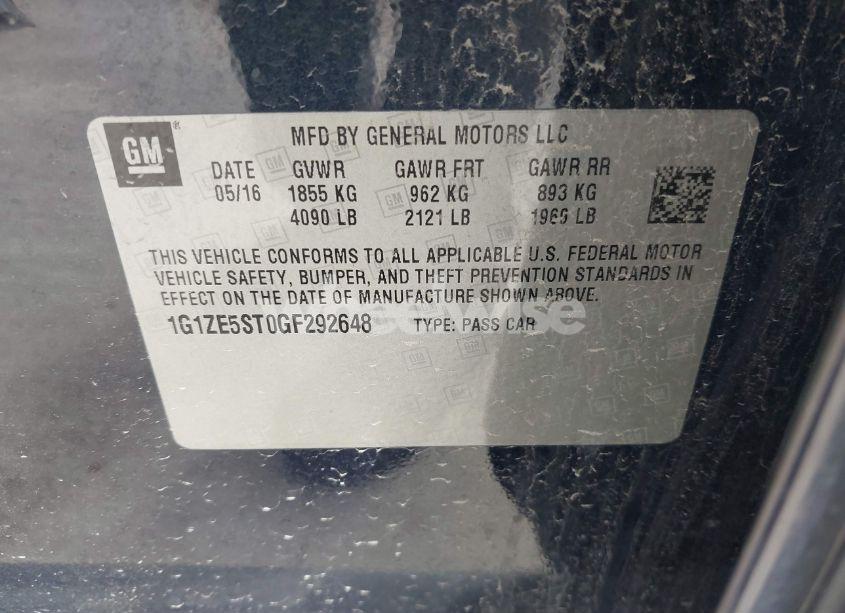 GM
MFD BY GENERAL MOTORS LLC
DATE GVWR GAWR FRT GAWR RR
05/16 1855 KG 962 KG 893 KG
4090 LB 2121 LB 1969 LB
THIS VEHICLE CONFORMS TO ALL APPLICABLE U.S. FEDERAL MOTOR
VEHICLE SAFETY, BUMPER, AND THEFT PREVENTION STANDARDS IN
EFFECT ON THE DATE OF MANUFACTURE SHOWN ABOVE.
1G1ZE5ST0GF292648 TYPE: PASS CAR